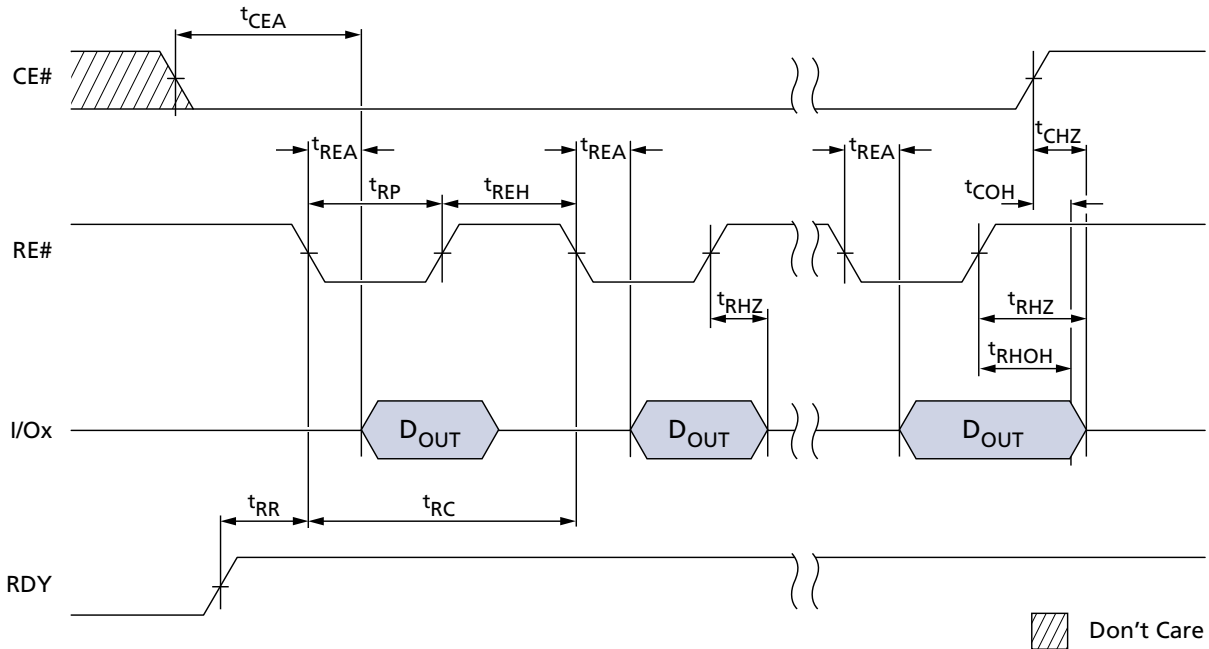 tCEA
CE#
tCHZ
tREA
tREA
tREA
tRP
tREH
tCOH
RE#
tRHZ
tRHZ
tRHOH
I/Ox
DOUT
DOUT
DOUT
tRR
tRC
RDY
Don't Care